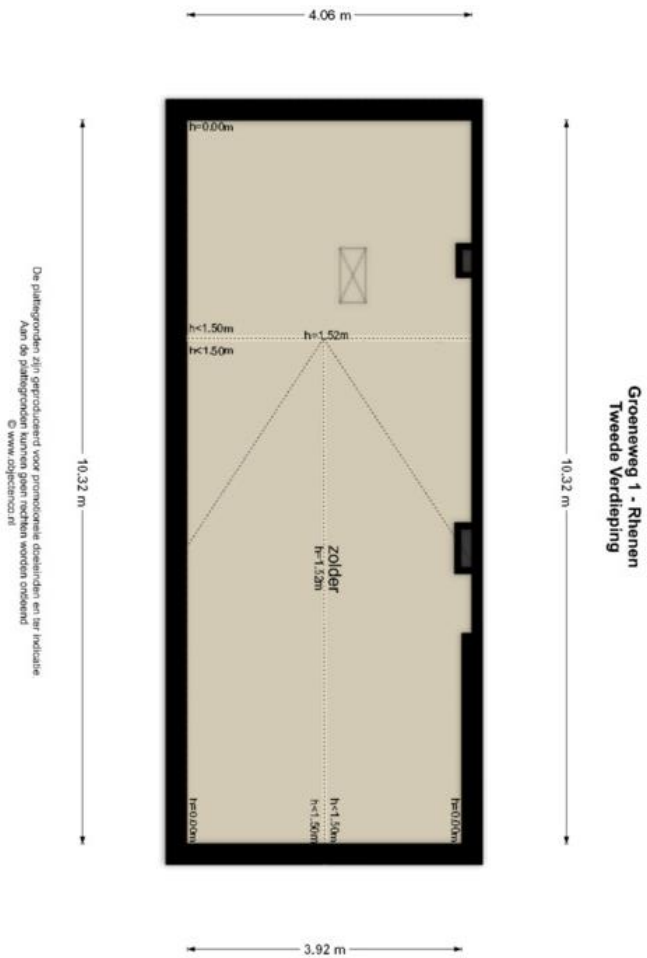 4.06 m
h=0.00m
h<1.50m
h=1.52m
h<1.50m
10.32 m
10.32 m
Groeneweg 1 - Rhenen
Tweede Verdieping
zolder
h=1.52m
h=0.00m
h<1.50m
h<1.50m
h=0.00m
3.92 m
De plattegronden zijn geproduceerd voor promotionele doeleinden en ter indicatie.
Aan de plattegronden kunnen geen rechten worden ontleend
© www.objectenco.nl